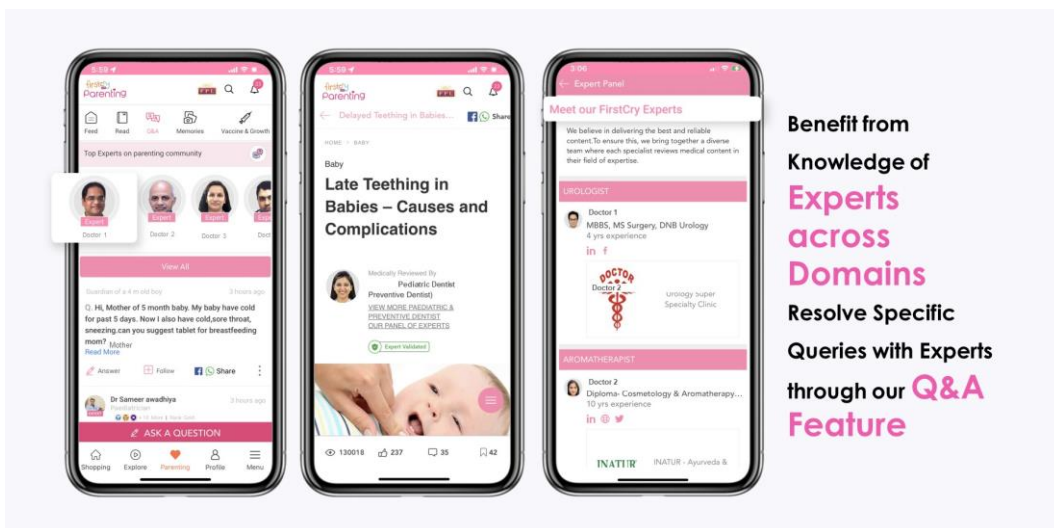 5:59
firstcry
Parenting
Feed
Read
Q&A
Memories
Vaccine & Growth
Top Experts on parenting community
Expert
Expert
Expert
Expe
Doctor 1
Doctor 2
Doctor 3
Doct
View All
Guardian of a 4 m old boy
3 hours ago
Q. Hi, Mother of 5 month baby. My baby have cold
for past 5 days. Now I also have cold,sore throat,
sneezing.can you suggest tablet for breastfeeding
mom? Mother
Read More
Answer
Follow
Share
Dr Sameer awadhiya
3 hours ago
ASK A QUESTION
Shopping
Explore
Parenting
Profile
Menu
5:59
firstcry
Parenting
Delayed Teething in Babies...
Share
HOME > BABY
Baby
Late Teething in
Babies – Causes and
Complications
Medically Reviewed By
Pediatric Dentist
Preventive Dentist)
VIEW MORE PAEDIATRIC &
PREVENTIVE DENTIST
OUR PANEL OF EXPERTS
Expert Validated
130018
237
35
42
3:06
Expert Panel
Meet our FirstCry Experts
We believe in delivering the best and reliable
content.To ensure this, we bring together a diverse
team where each specialist reviews medical content in
their field of expertise.
UROLOGIST
Doctor 1
MBBS, MS Surgery, DNB Urology
4 yrs experience
DOCTOR
Doctor 2
Urology Super
Specialty Clinic
AROMATHERAPIST
Doctor 2
Diploma- Cosmetology & Aromatherapy...
10 yrs experience
INATUR
INATUR - Ayurveda &
Benefit from
Knowledge of
Experts
across
Domains
Resolve Specific
Queries with Experts
through our Q&A
Feature